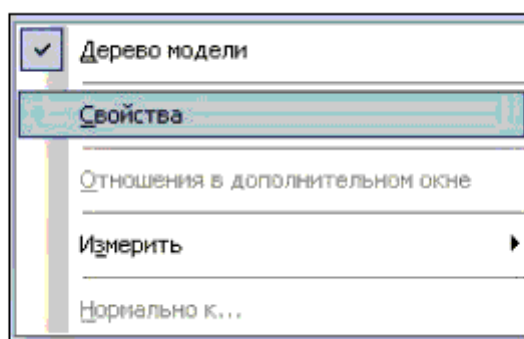 Дерево модели
Свойства
Отношения в дополнительном окне
Измерить
Нормально к...